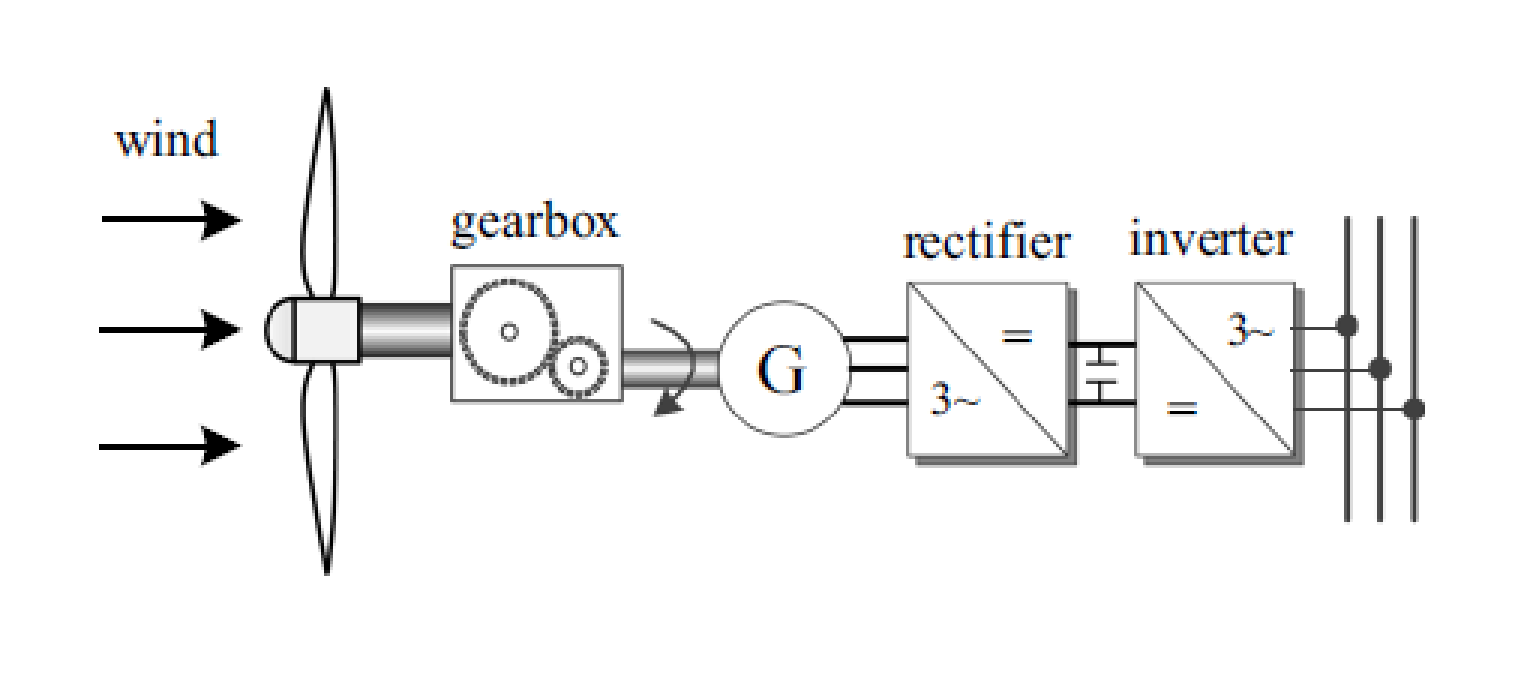 wind
gearbox
rectifier
inverter
G
=
3~
3~
=